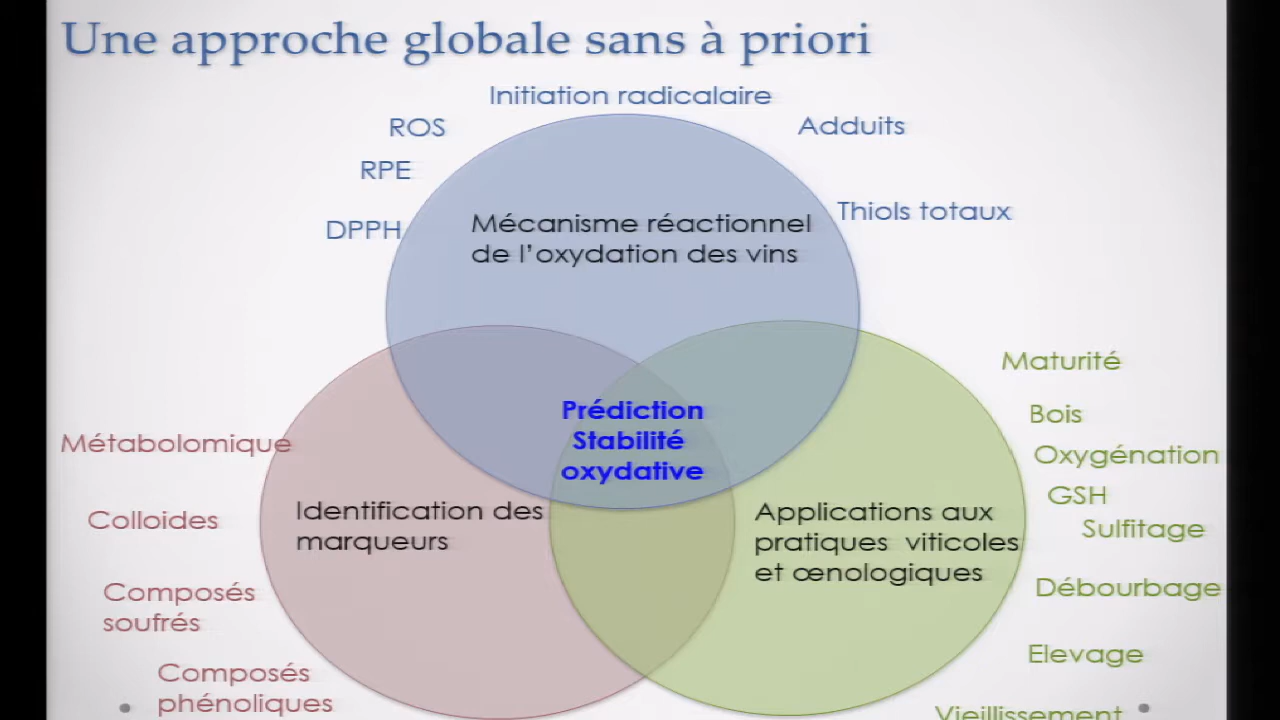 Une approche globale sans à priori
Initiation radicalaire
ROS
Adduits
RPE
Thiols totaux
DPPH
Mécanisme réactionnel
de l'oxydation des vins
Maturité
Prédiction
Stabilité
oxydative
Bois
Métabolomique
Oxygénation
GSH
Identification des
marqueurs
Applications aux
pratiques viticoles
et œnologiques
Colloides
Sulfitage
Composés
soufrés
Débourbage
Elevage
Composés
phénoliques
Vieillissement